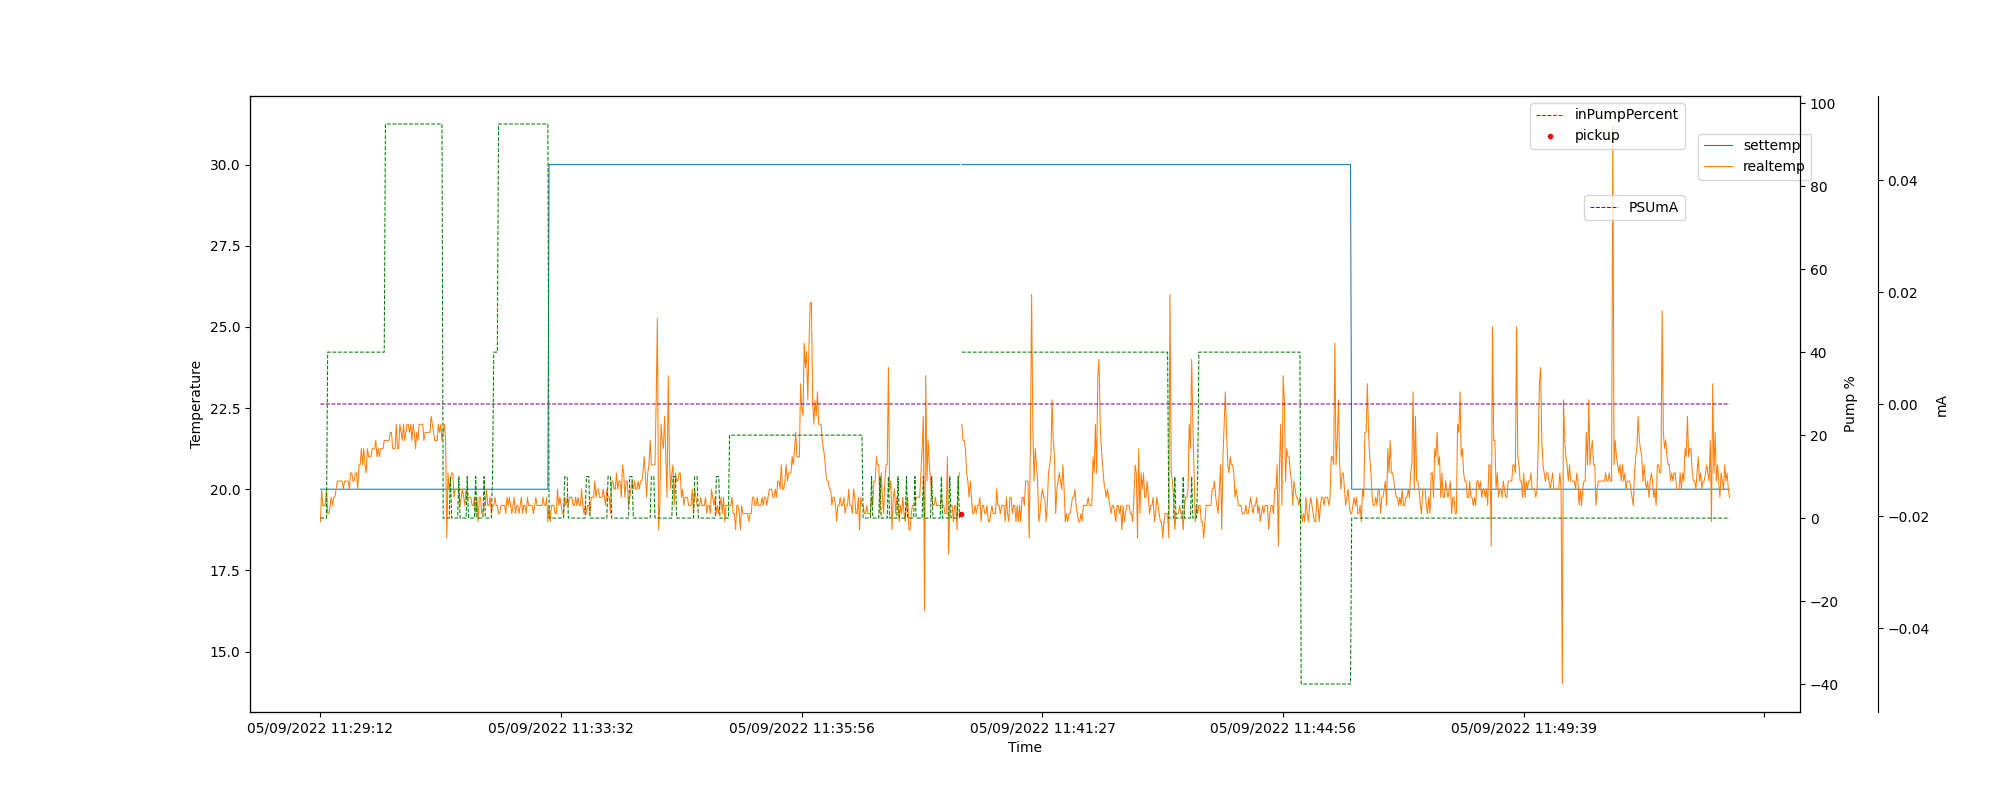 inPumpPercent
pickup
settemp
realtemp
PSUmA
30.0
27.5
25.0
22.5
20.0
17.5
15.0
Temperature
100
80
60
40
20
0
−20
−40
Pump %
0.04
0.02
0.00
−0.02
−0.04
mA
05/09/2022 11:29:12
05/09/2022 11:33:32
05/09/2022 11:35:56
05/09/2022 11:41:27
05/09/2022 11:44:56
05/09/2022 11:49:39
Time